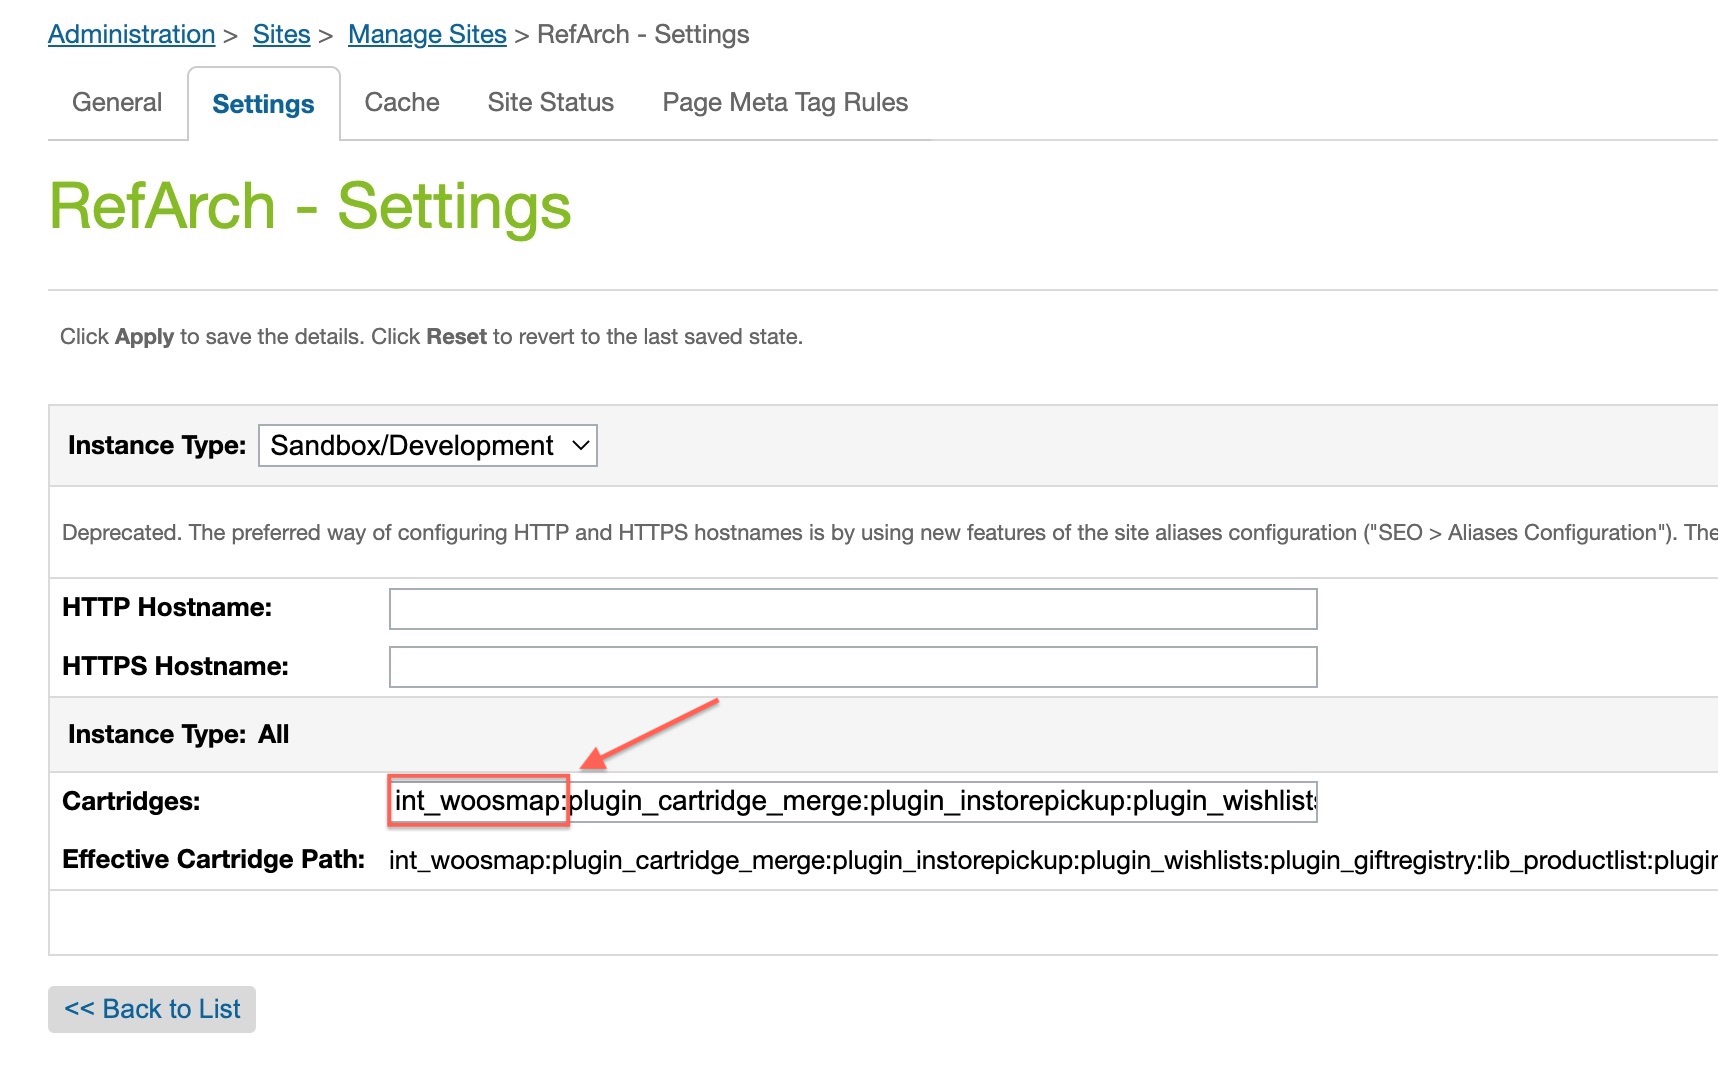 Administration > Sites > Manage Sites > RefArch - Settings
General Settings Cache Site Status Page Meta Tag Rules
RefArch - Settings
Click Apply to save the details. Click Reset to revert to the last saved state.
Instance Type: Sandbox/Development
Deprecated. The preferred way of configuring HTTP and HTTPS hostnames is by using new features of the site aliases configuration ("SEO > Aliases Configuration"). The
HTTP Hostname:
HTTPS Hostname:
Instance Type: All
Cartridges: int_woosmap:plugin_cartridge_merge:plugin_instorepickup:plugin_wishlists
Effective Cartridge Path: int_woosmap:plugin_cartridge_merge:plugin_instorepickup:plugin_wishlists:plugin_giftregistry:lib_productlist:plugin
<< Back to List